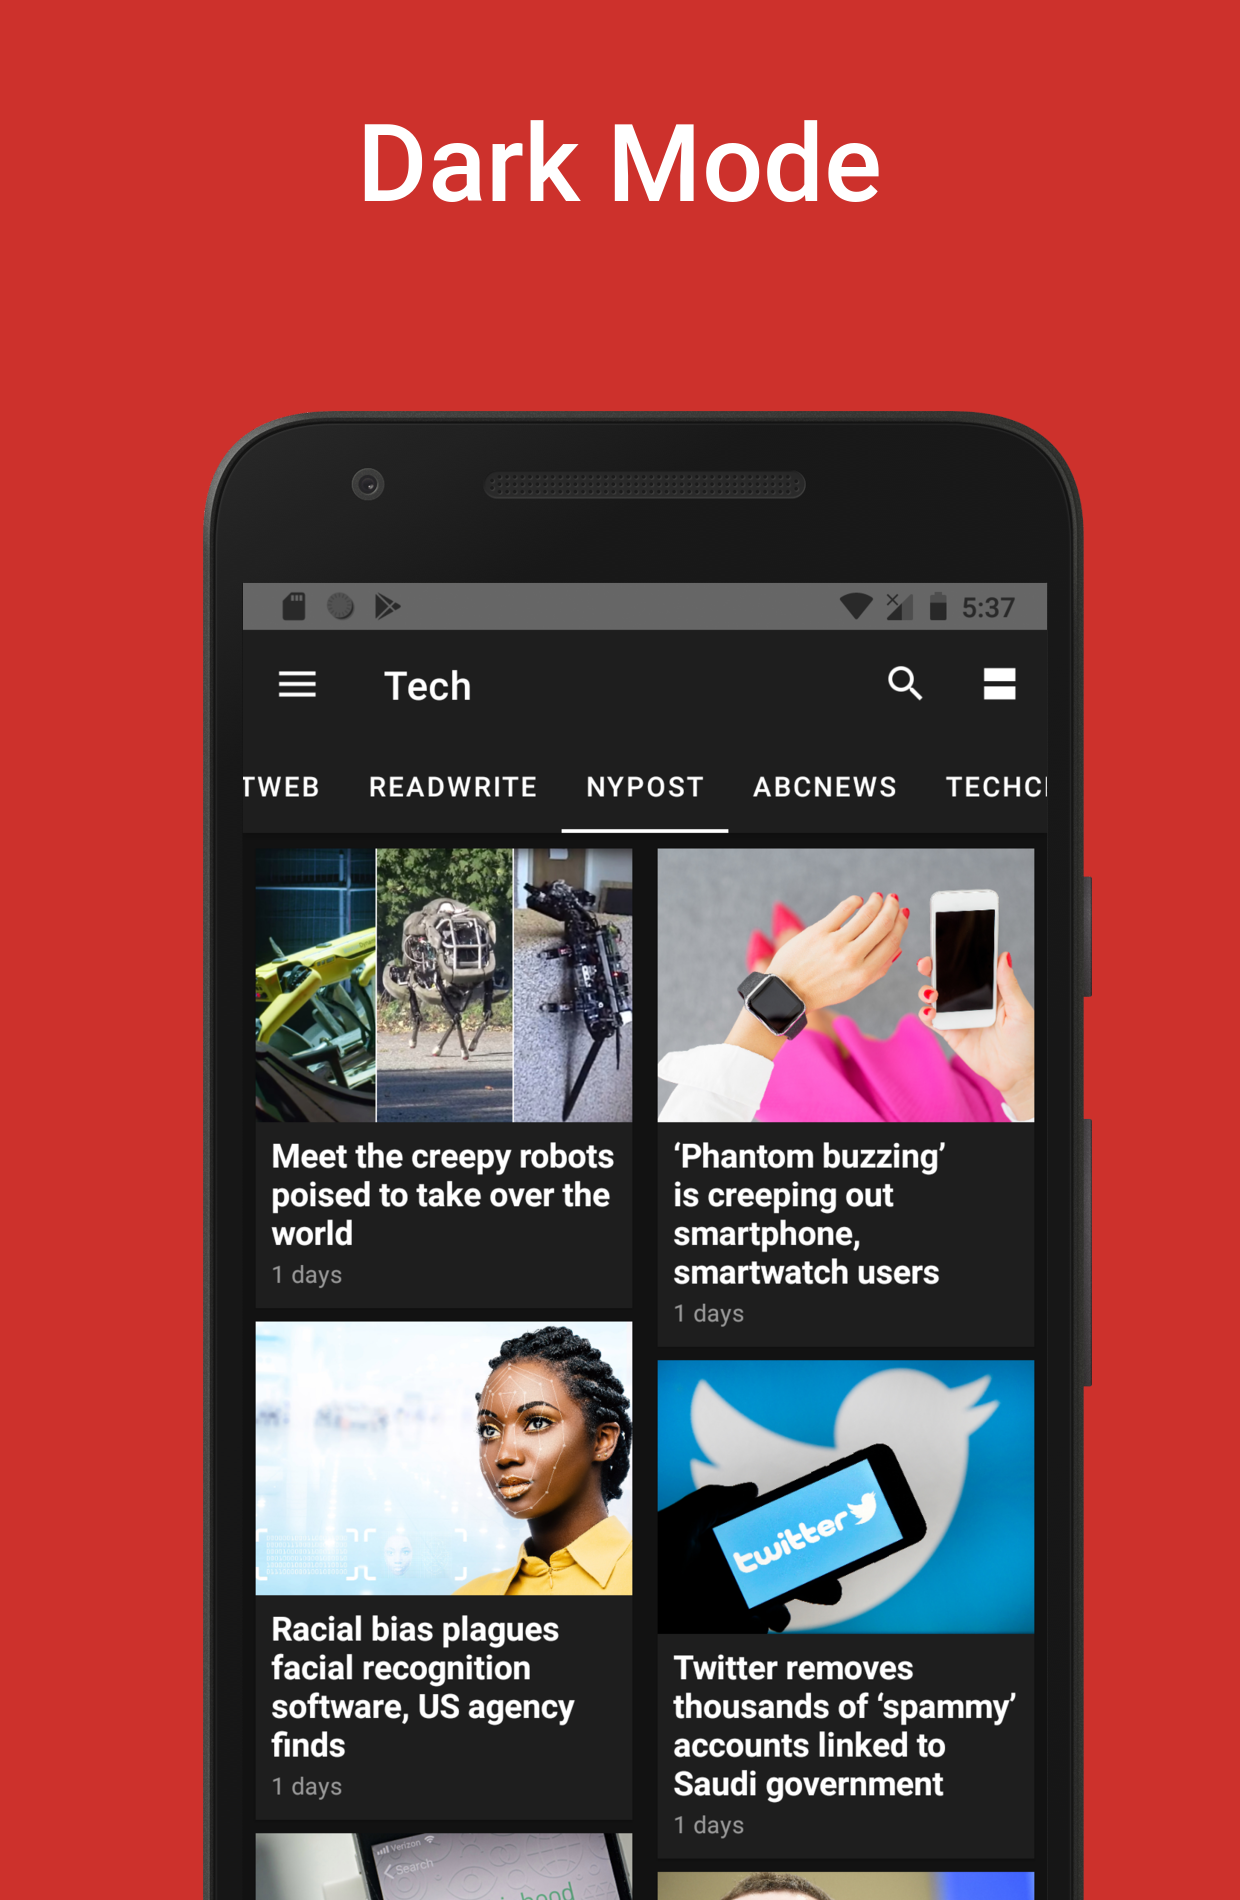 Dark Mode
5:37
Tech
TWEB READWRITE NYPOST ABCNEWS TECHC
Meet the creepy robots
poised to take over the
world
1 days
‘Phantom buzzing’
is creeping out
smartphone,
smartwatch users
1 days
twitter
Racial bias plagues
facial recognition
software, US agency
finds
1 days
Twitter removes
thousands of ‘spammy’
accounts linked to
Saudi government
1 days
Verizon
Search